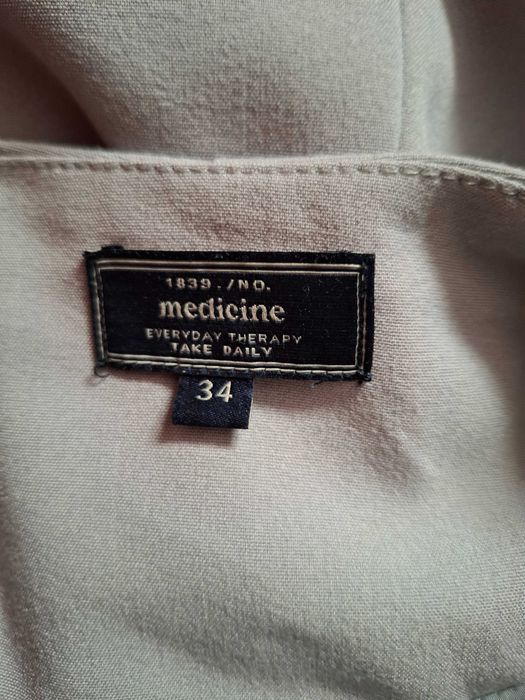 1839./NO.
medicine
EVERYDAY THERAPY
TAKE DAILY
34